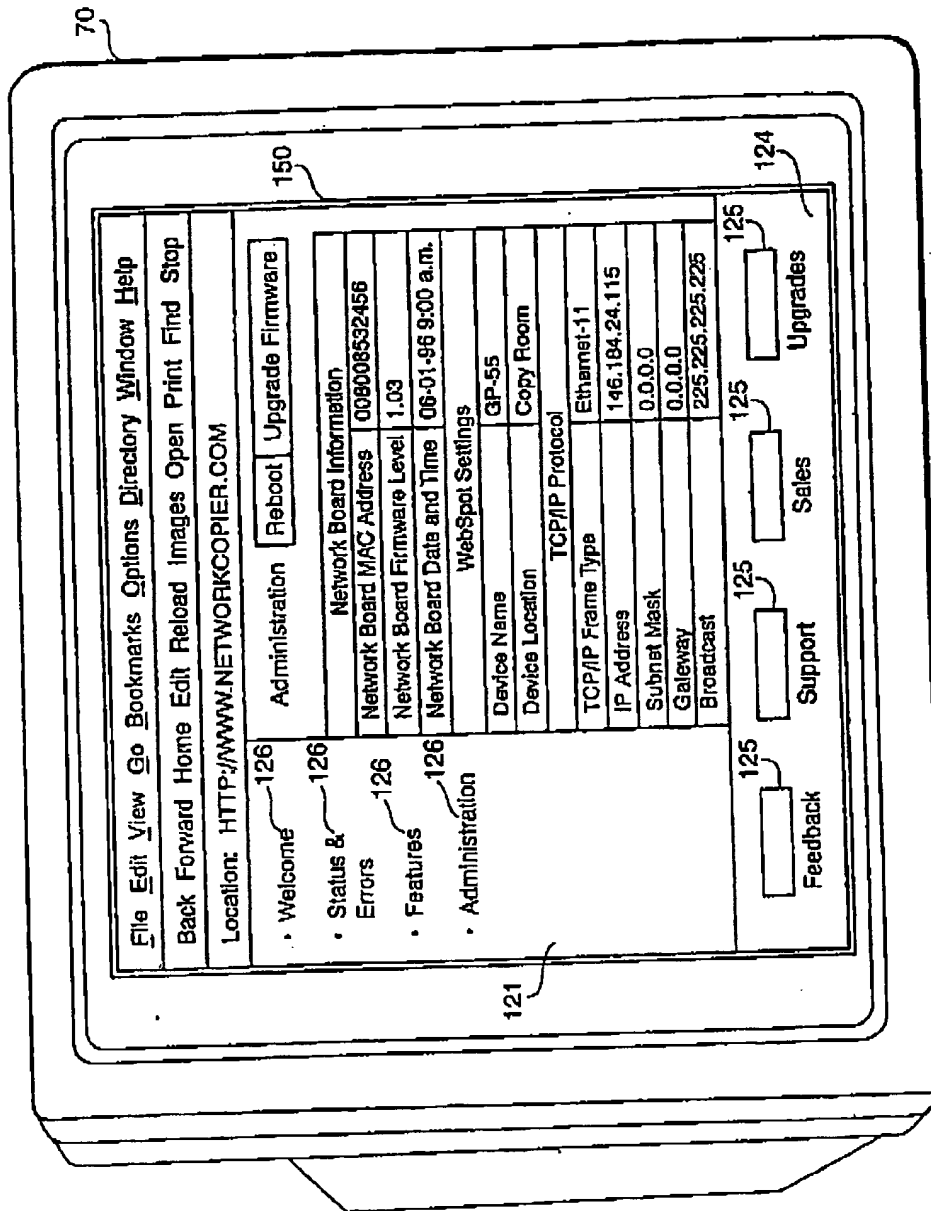 70
File Edit View Go Bookmarks Options Directory Window Help
Back Forward Home Edit Reload Images Open Print Find Stop
Location: HTTP://WWW.NETWORKCOPIER.COM
150
• Welcome 126
• Status & 126
Errors
• Features 126
• Administration 126
121
Administration Reboot Upgrade Firmware
Network Board Information
Network Board MAC Address 008008532456
Network Board Firmware Level 1.03
Network Board Date and Time 06-01-96 9:00 a.m.
WebSpot Settings
Device Name GP-55
Device Location Copy Room
TCP/IP Protocol
TCP/IP Frame Type Ethernet-11
IP Address 146.184.24.115
Subnet Mask 0.0.0.0
Gateway 0.0.0.0
Broadcast 225.225.225.225
125 125 125 125
Feedback Support Sales Upgrades
124